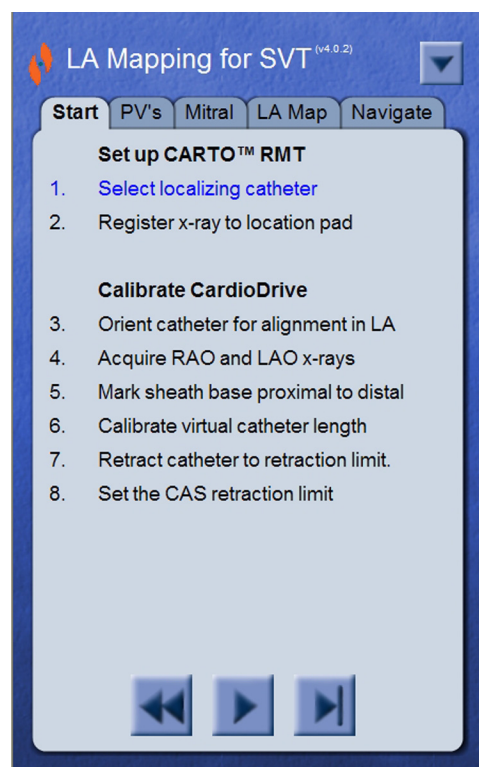 LA Mapping for SVT (v4.0.2)
Start PV's Mitral LA Map Navigate
Set up CARTO™ RMT
1. Select localizing catheter
2. Register x-ray to location pad
Calibrate CardioDrive
3. Orient catheter for alignment in LA
4. Acquire RAO and LAO x-rays
5. Mark sheath base proximal to distal
6. Calibrate virtual catheter length
7. Retract catheter to retraction limit.
8. Set the CAS retraction limit